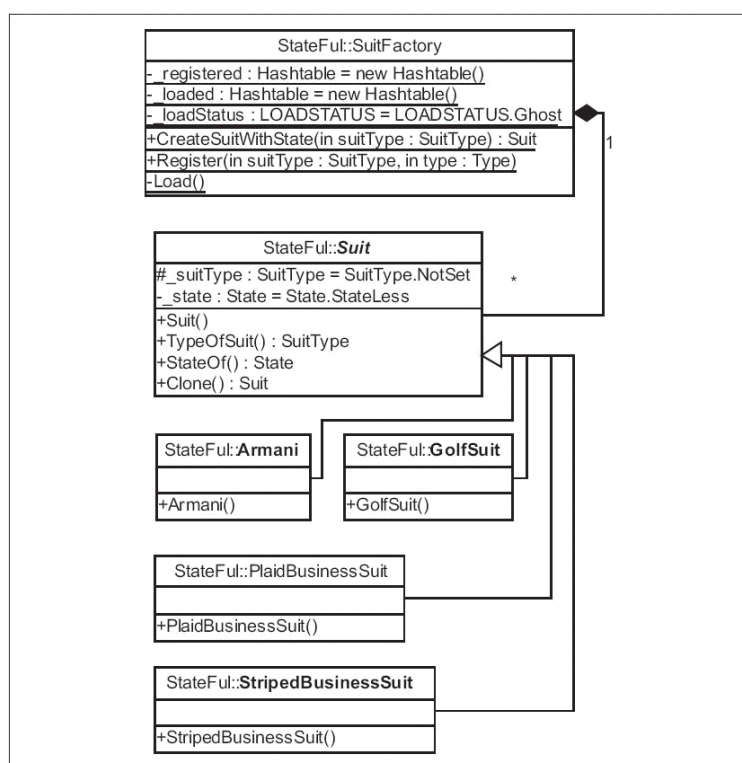 StateFul::SuitFactory
-_registered : Hashtable = new Hashtable()
-_loaded : Hashtable = new Hashtable()
-_loadStatus : LOADSTATUS = LOADSTATUS.Ghost
+CreateSuitWithState(in suitType : SuitType) : Suit
+Register(in suitType : SuitType, in type : Type)
-Load()
1
StateFul::Suit
#_suitType : SuitType = SuitType.NotSet
-_state : State = State.StateLess
*
+Suit()
+TypeOfSuit() : SuitType
+StateOf() : State
+Clone() : Suit
StateFul::Armani
+Armani()
StateFul::GolfSuit
+GolfSuit()
StateFul::PlaidBusinessSuit
+PlaidBusinessSuit()
StateFul::StripedBusinessSuit
+StripedBusinessSuit()